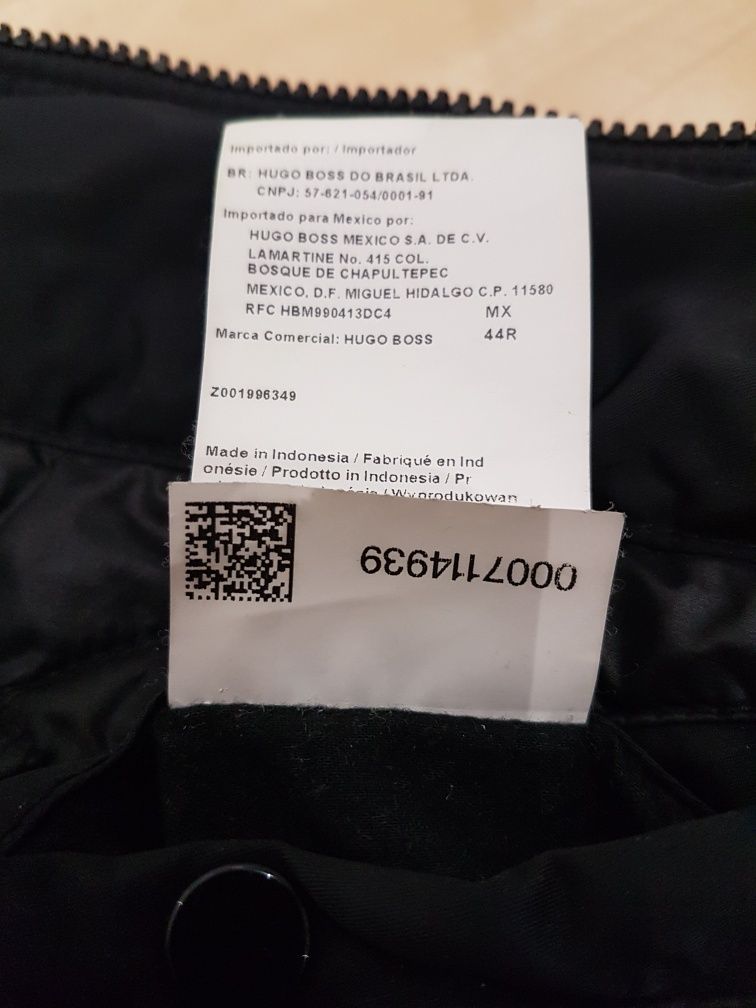 Importado por: / Importador
BR: HUGO BOSS DO BRASIL LTDA.
CNPJ: 57-621-054/0001-91
Importado para Mexico por:
HUGO BOSS MEXICO S.A. DE C.V.
LAMARTINE No. 415 COL.
BOSQUE DE CHAPULTEPEC
MEXICO, D.F. MIGUEL HIDALGO C.P. 11580
RFC HBM990413DC4 MX
Marca Comercial: HUGO BOSS 44R
Z001996349
Made in Indonesia / Fabriqué en Ind
onésie / Prodotto in Indonesia / Pr
/ Wyprodukowan
0007114939